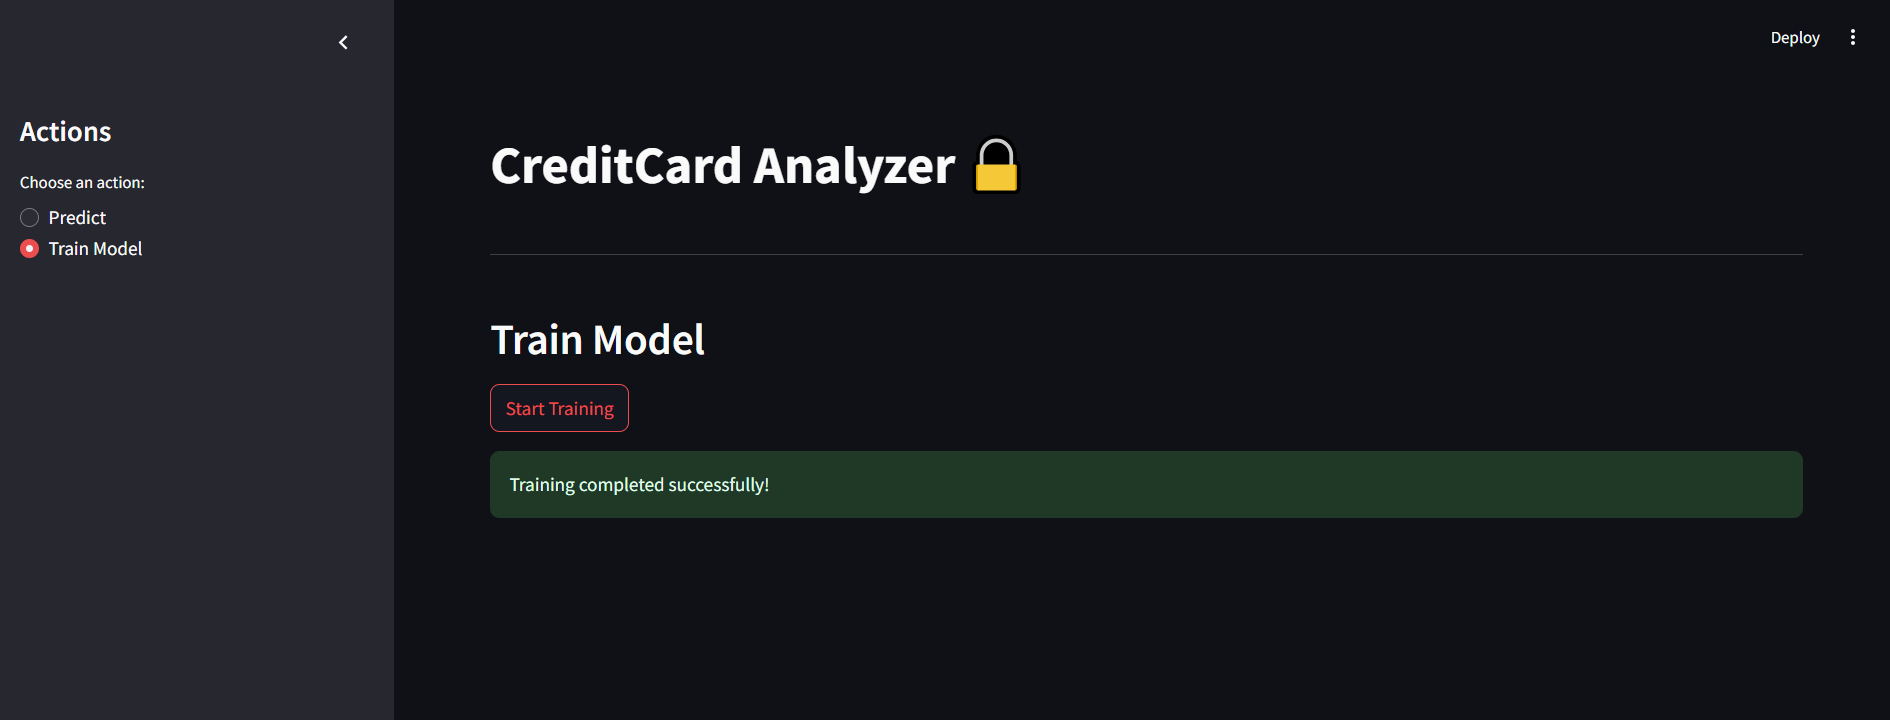 Deploy
Actions
Choose an action:
Predict
Train Model
CreditCard Analyzer 🔒
Train Model
Start Training
Training completed successfully!